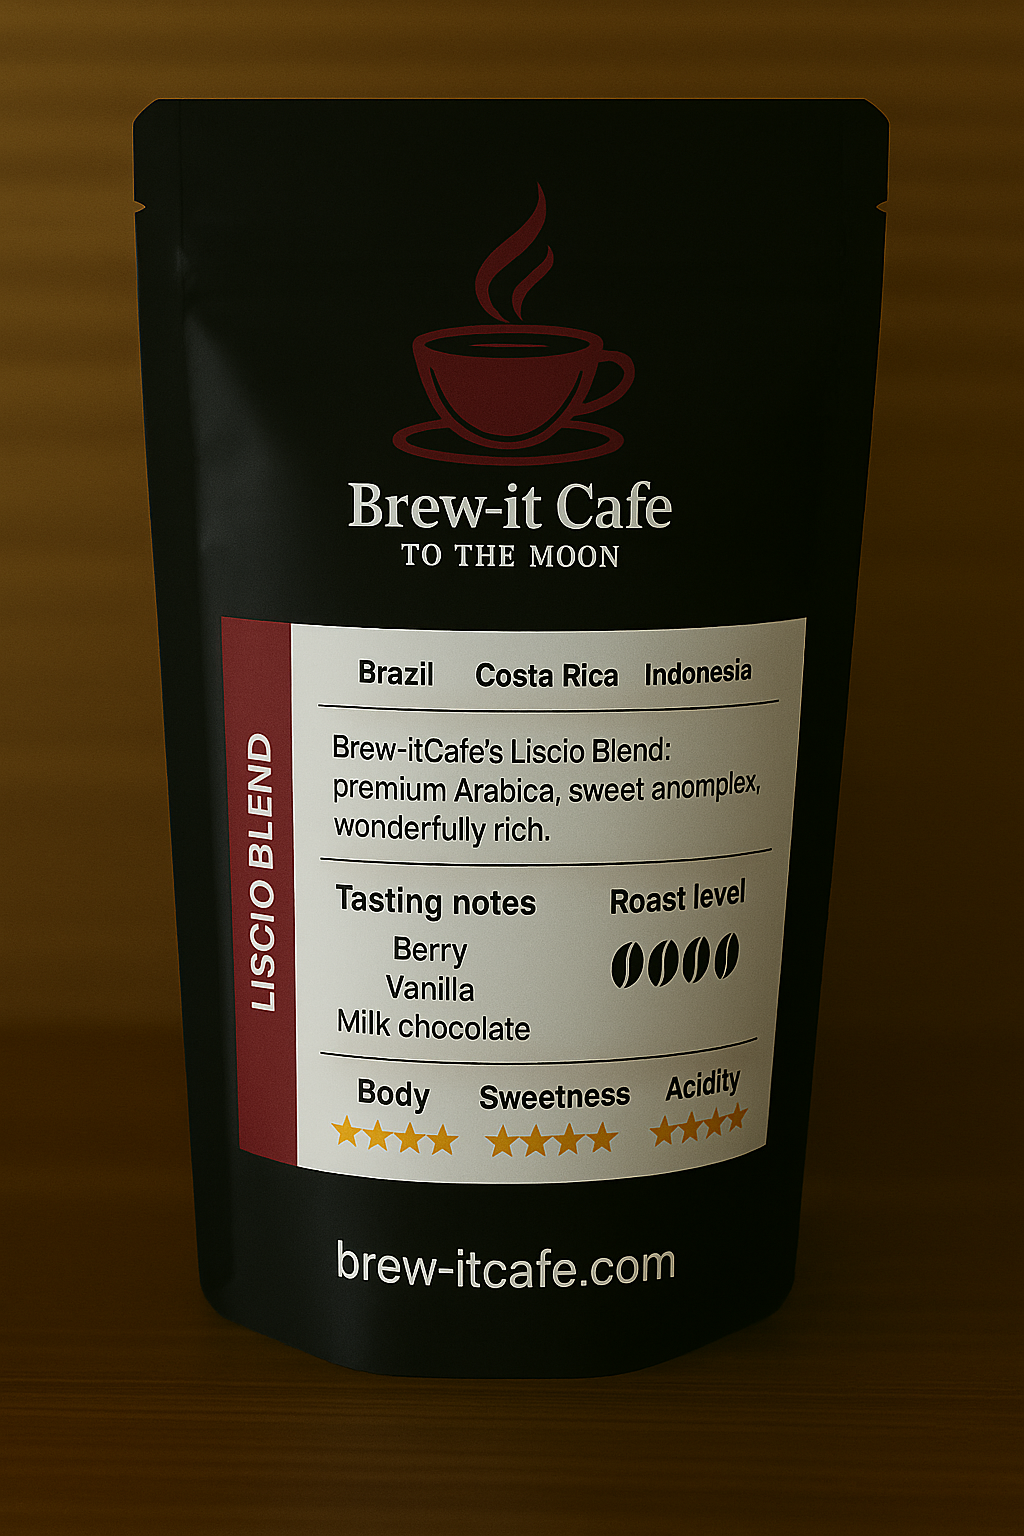 Brew-it Cafe
TO THE MOON
LISCIO BLEND
Brazil Costa Rica Indonesia
Brew-itCafe's Liscio Blend:
premium Arabica, sweet anomplex,
wonderfully rich.
Tasting notes Roast level
Berry
Vanilla
Milk chocolate
Body Sweetness Acidity
brew-itcafe.com